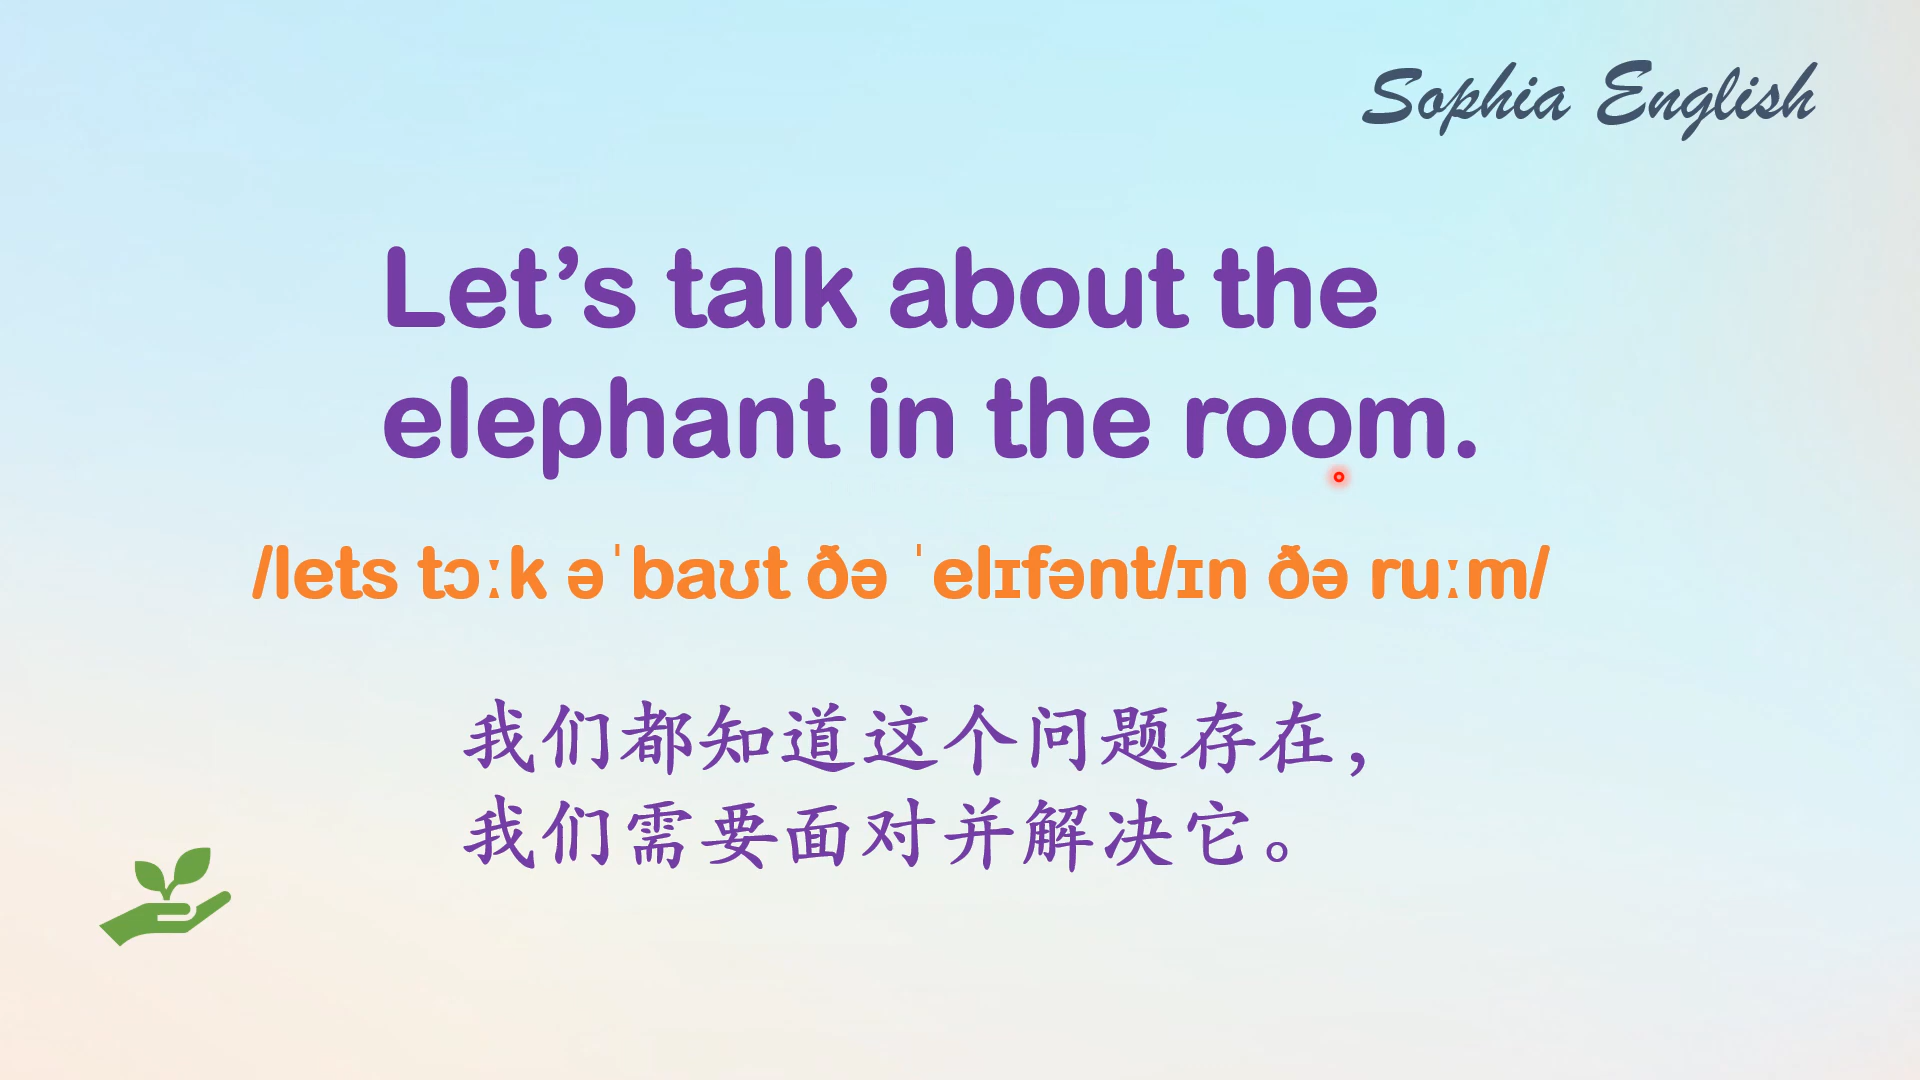 Sophia English
Let’s talk about the
elephant in the room.
/lets tɔːk əˈbaʊt ðə ˈelɪfənt/ɪn ðə ruːm/
我们都知道这个问题存在，
我们需要面对并解决它。